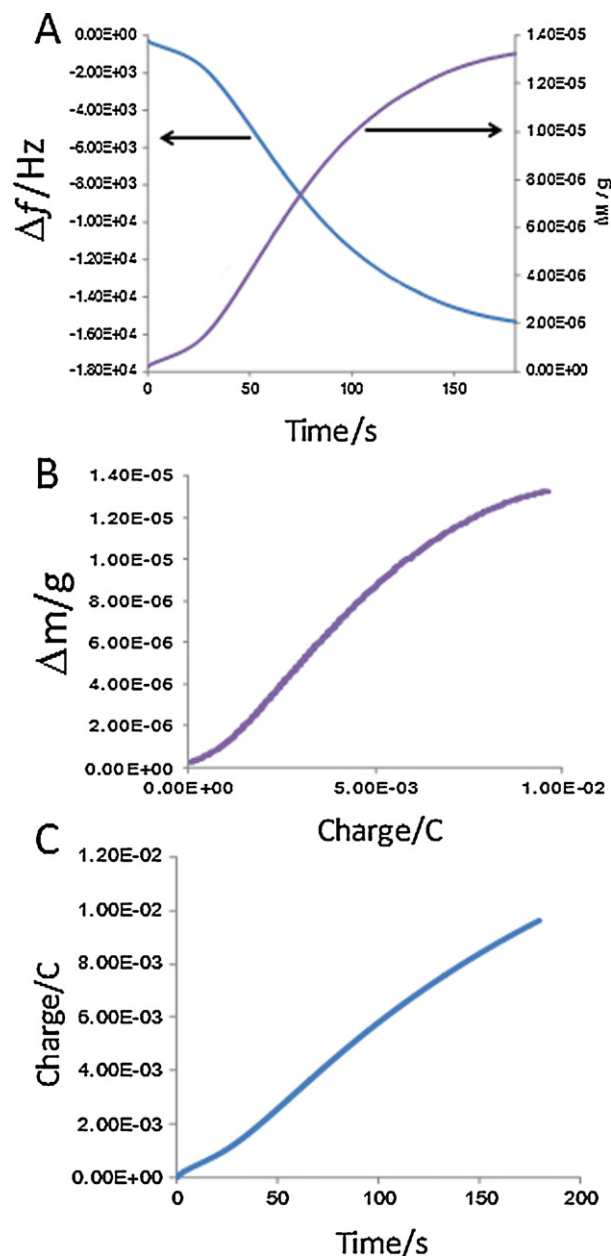 A
0.00E+00
-2.00E+03
-4.00E+03
-6.00E+03
-8.00E+03
-1.00E+04
-1.20E+04
-1.40E+04
-1.60E+04
-1.80E+04
Δf/Hz
1.40E-05
1.20E-05
1.00E-05
8.00E-06
6.00E-06
4.00E-06
2.00E-06
0.00E+00
0 50 100 150
Time/s
B
1.40E-05
1.20E-05
1.00E-05
8.00E-06
6.00E-06
4.00E-06
2.00E-06
0.00E+00
Δm/g
0.00E+00 5.00E-03 1.00E-02
Charge/C
C
1.20E-02
1.00E-02
8.00E-03
6.00E-03
4.00E-03
2.00E-03
0.00E+00
Charge/C
0 50 100 150 200
Time/s